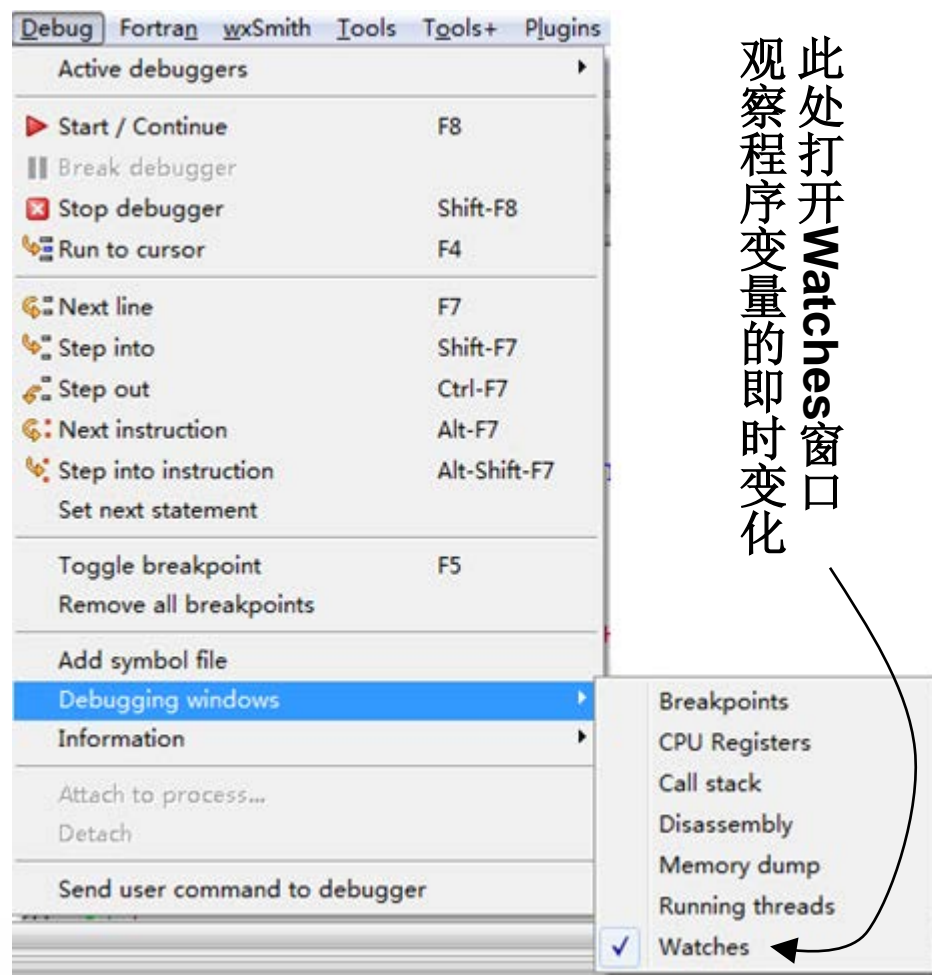 Debug Fortran wxSmith Tools Tools+ Plugins
Active debuggers
Start / Continue F8
Break debugger
Stop debugger Shift-F8
Run to cursor F4
Next line F7
Step into Shift-F7
Step out Ctrl-F7
Next instruction Alt-F7
Step into instruction Alt-Shift-F7
Set next statement
Toggle breakpoint F5
Remove all breakpoints
Add symbol file
Debugging windows
Information
Attach to process...
Detach
Send user command to debugger
Breakpoints
CPU Registers
Call stack
Disassembly
Memory dump
Running threads
Watches
此处打开Watches窗口
观察程序变量的即时变化